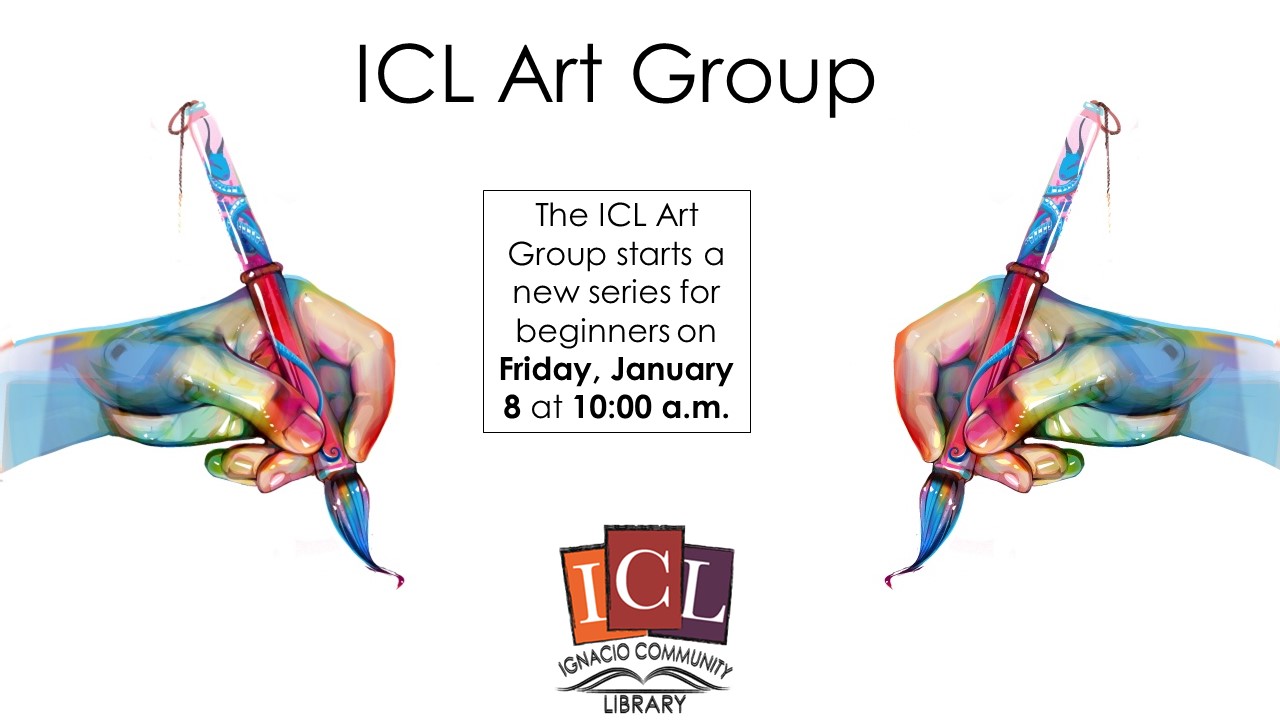 ICL Art Group
The ICL Art
Group starts a
new series for
beginners on
Friday, January
8 at 10:00 a.m.
ICL
IGNACIO COMMUNITY
LIBRARY